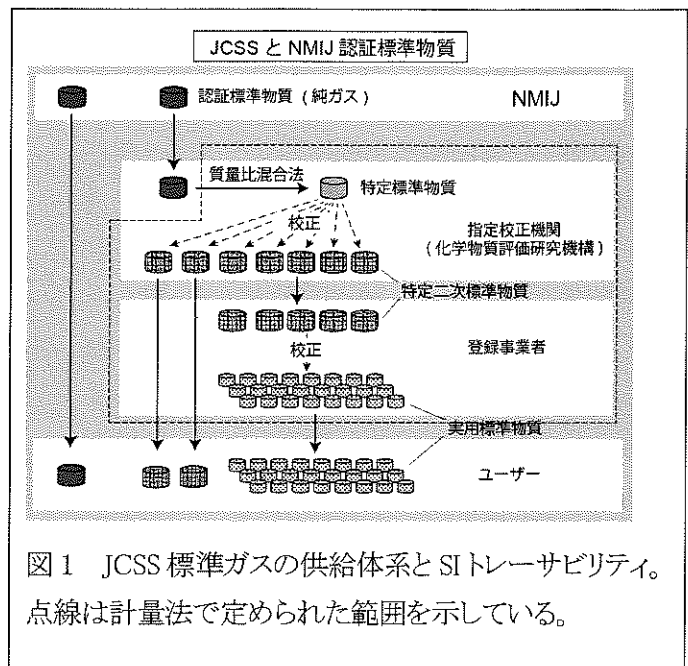 JCSS と NMIJ 認証標準物質
認証標準物質 ( 純ガス )
NMIJ
質量比混合法
特定標準物質
校正
指定校正機関
( 化学物質評価研究機構 )
特定二次標準物質
校正
登録事業者
実用標準物質
ユーザー
図1 JCSS 標準ガスの供給体系と SI トレーサビリティ。
点線は計量法で定められた範囲を示している。